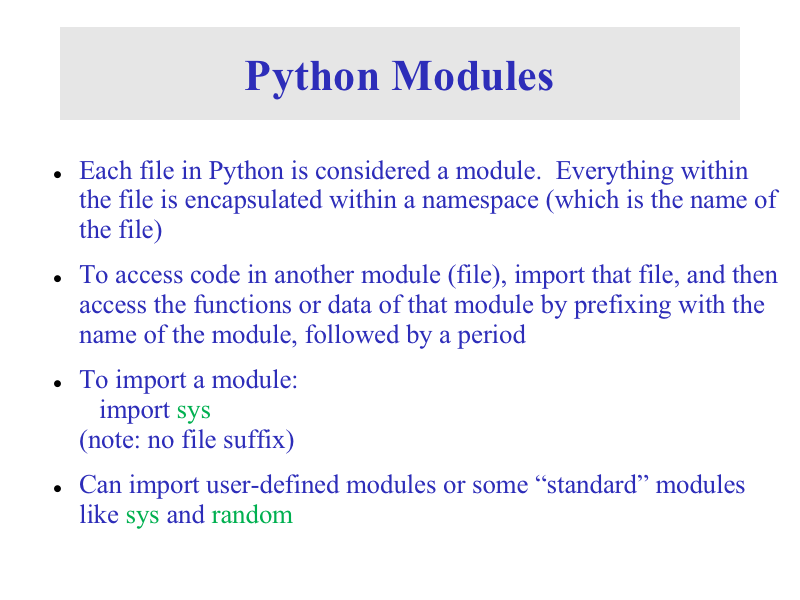 Python Modules
Each file in Python is considered a module.  Everything within
the file is encapsulated within a namespace (which is the name of
the file)
To access code in another module (file), import that file, and then
access the functions or data of that module by prefixing with the
name of the module, followed by a period
To import a module:
import sys
(note: no file suffix)
Can import user-defined modules or some “standard” modules
like sys and random